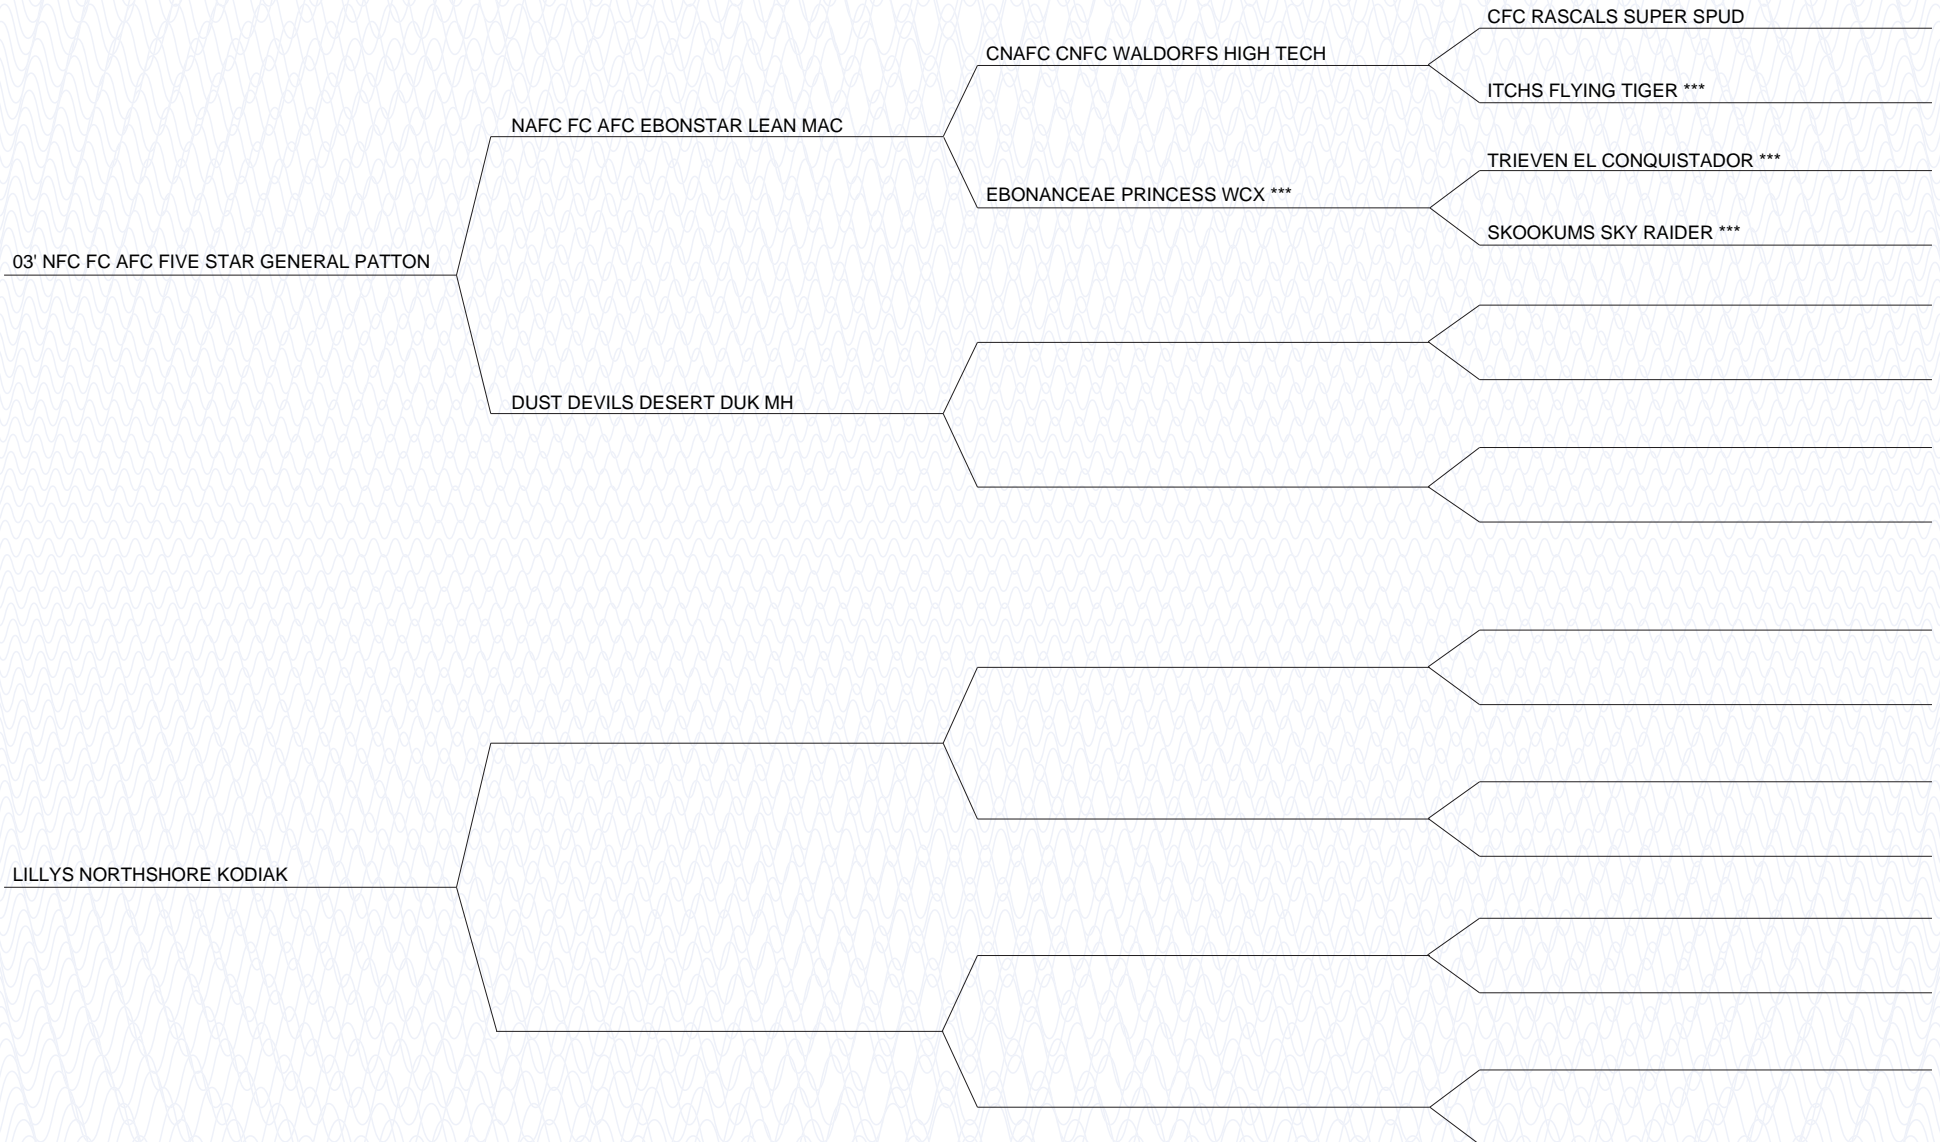 CFC RASCALS SUPER SPUD
CNAFC CNFC WALDORFS HIGH TECH
ITCHS FLYING TIGER ***
NAFC FC AFC EBONSTAR LEAN MAC
TRIEVEN EL CONQUISTADOR ***
EBONANCEAE PRINCESS WCX ***
SKOOKUMS SKY RAIDER ***
03' NFC FC AFC FIVE STAR GENERAL PATTON
DUST DEVILS DESERT DUK MH
LILLYS NORTHSHORE KODIAK